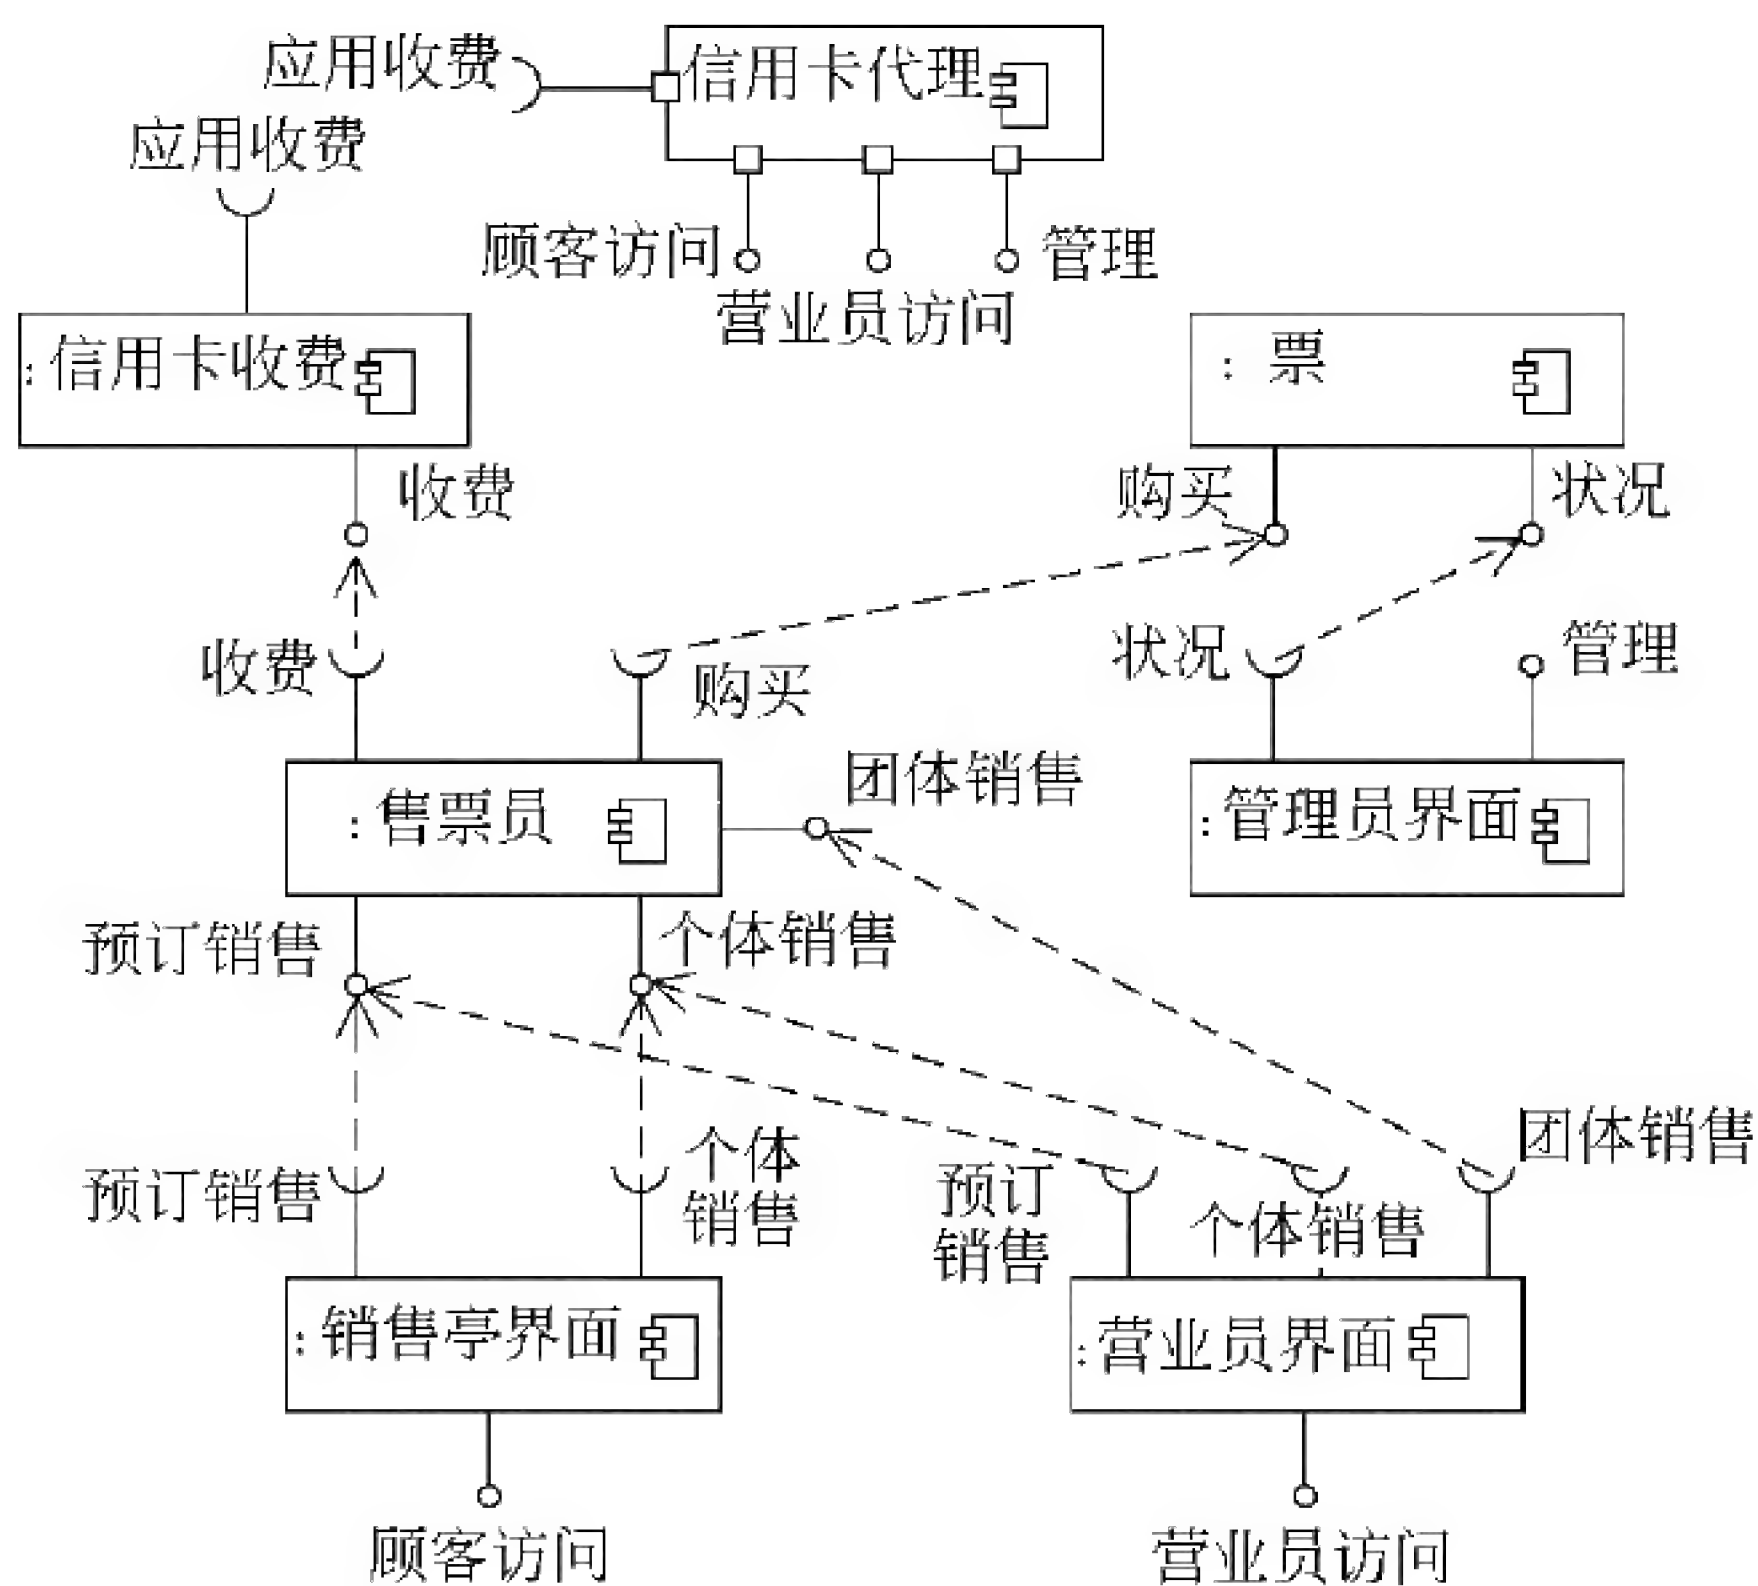 应用收费
信用卡代理
应用收费
顾客访问
管理
营业员访问
:信用卡收费
: 票
收费
购买
状况
收费
购买
状况
管理
团体销售
:售票员
:管理员界面
预订销售
个体销售
预订销售
个体
销售
预订
销售
个体销售
团体销售
:销售亭界面
:营业员界面
顾客访问
营业员访问